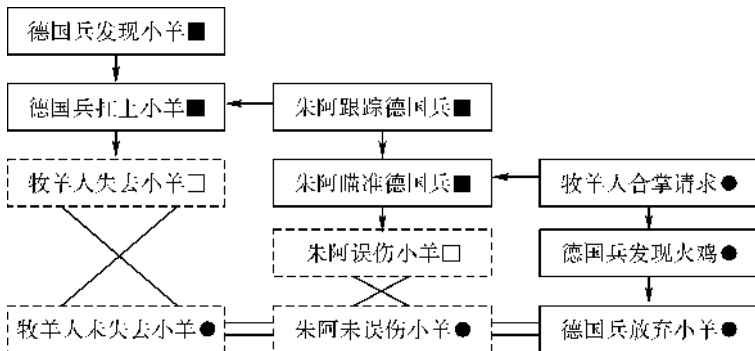 德国兵发现小羊■
德国兵扛上小羊■
朱阿跟踪德国兵■
牧羊人失去小羊□
朱阿瞄准德国兵■
牧羊人合掌请求●
朱阿误伤小羊□
德国兵发现火鸡●
牧羊人未失去小羊●
朱阿未误伤小羊●
德国兵放弃小羊●